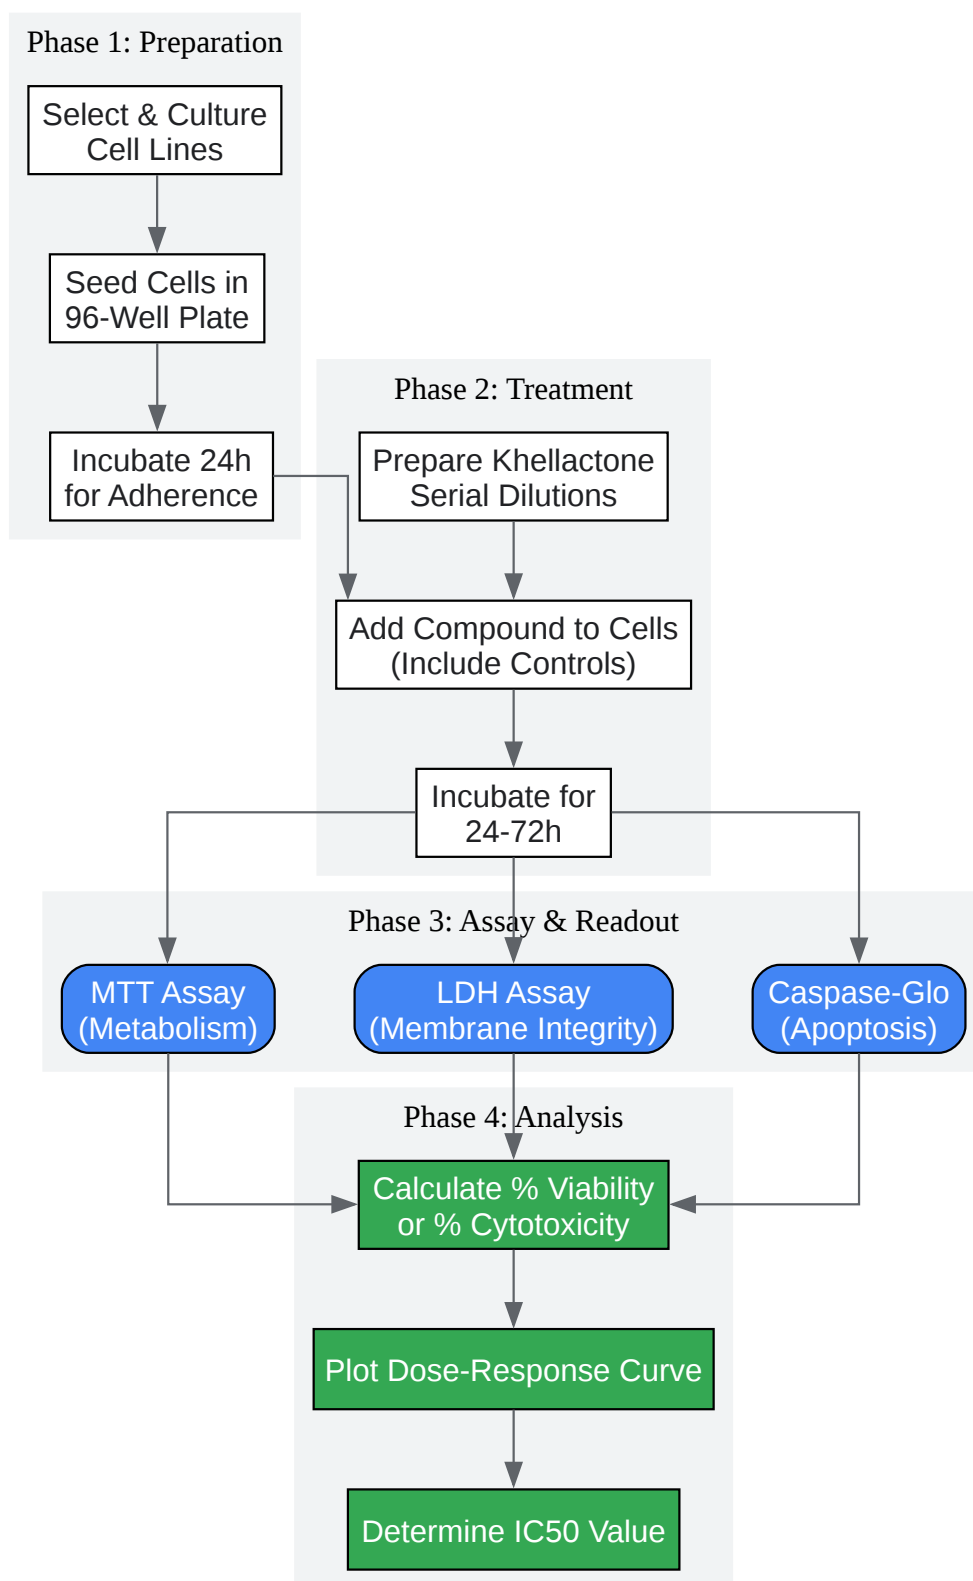 Phase 1: Preparation
Select & Culture
Cell Lines
Seed Cells in
96-Well Plate
Incubate 24h
for Adherence
Phase 2: Treatment
Prepare Khellactone
Serial Dilutions
Add Compound to Cells
(Include Controls)
Incubate for
24-72h
Phase 3: Assay & Readout
MTT Assay
(Metabolism)
LDH Assay
(Membrane Integrity)
Caspase-Glo
(Apoptosis)
Phase 4: Analysis
Calculate % Viability
or % Cytotoxicity
Plot Dose-Response Curve
Determine IC50 Value